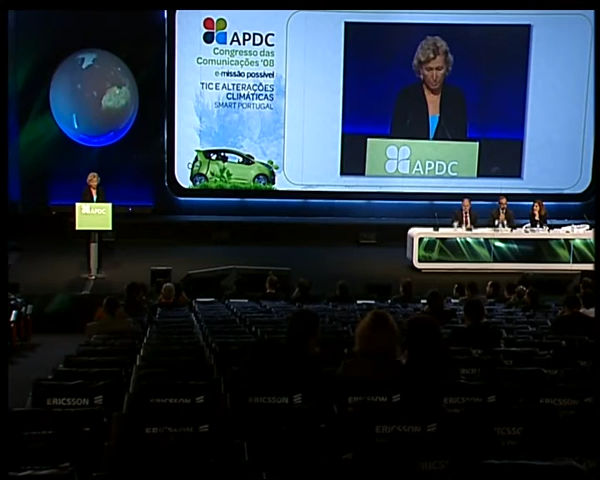 APDC
Congresso das
Comunicações '08
e-missão possível
TIC E ALTERAÇÕES
CLIMÁTICAS
SMART PORTUGAL
APDC
APDC
ERICSSON
ERICSSON
ERICSSON
ERICSSON
ERICSSON
ERICSSON
ERICSSON
ERICSSON